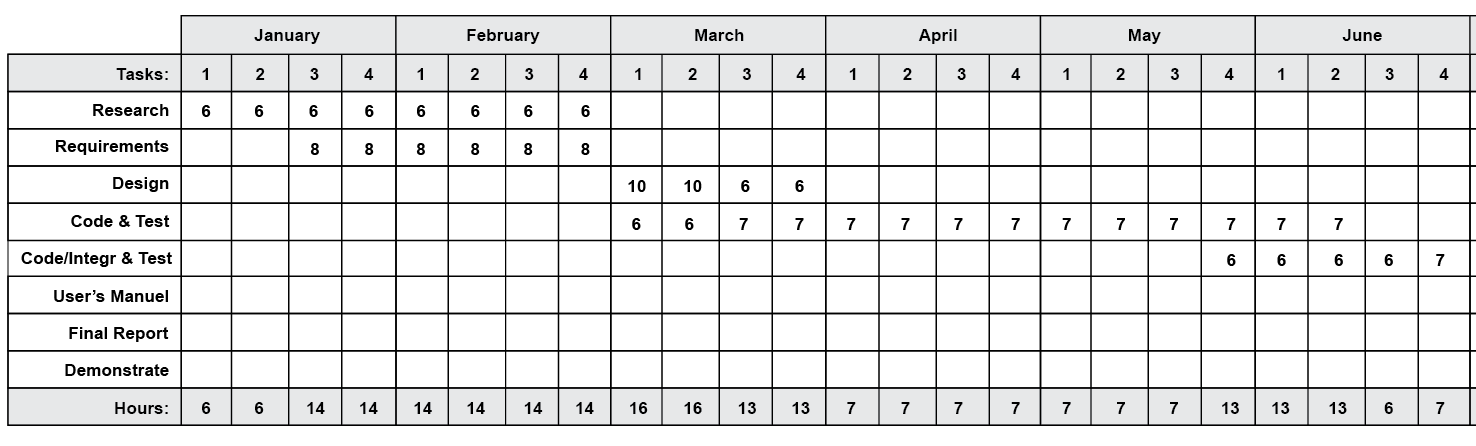 January February March April May June
Tasks: 1 2 3 4 1 2 3 4 1 2 3 4 1 2 3 4 1 2 3 4 1 2 3 4
Research 6 6 6 6 6 6 6 6
Requirements 8 8 8 8 8 8
Design 10 10 6 6
Code & Test 6 6 7 7 7 7 7 7 7 7 7 7 7 7
Code/Integr & Test 6 6 6 6 7
User’s Manuel
Final Report
Demonstrate
Hours: 6 6 14 14 14 14 14 14 16 16 13 13 7 7 7 7 7 7 7 13 13 13 6 7